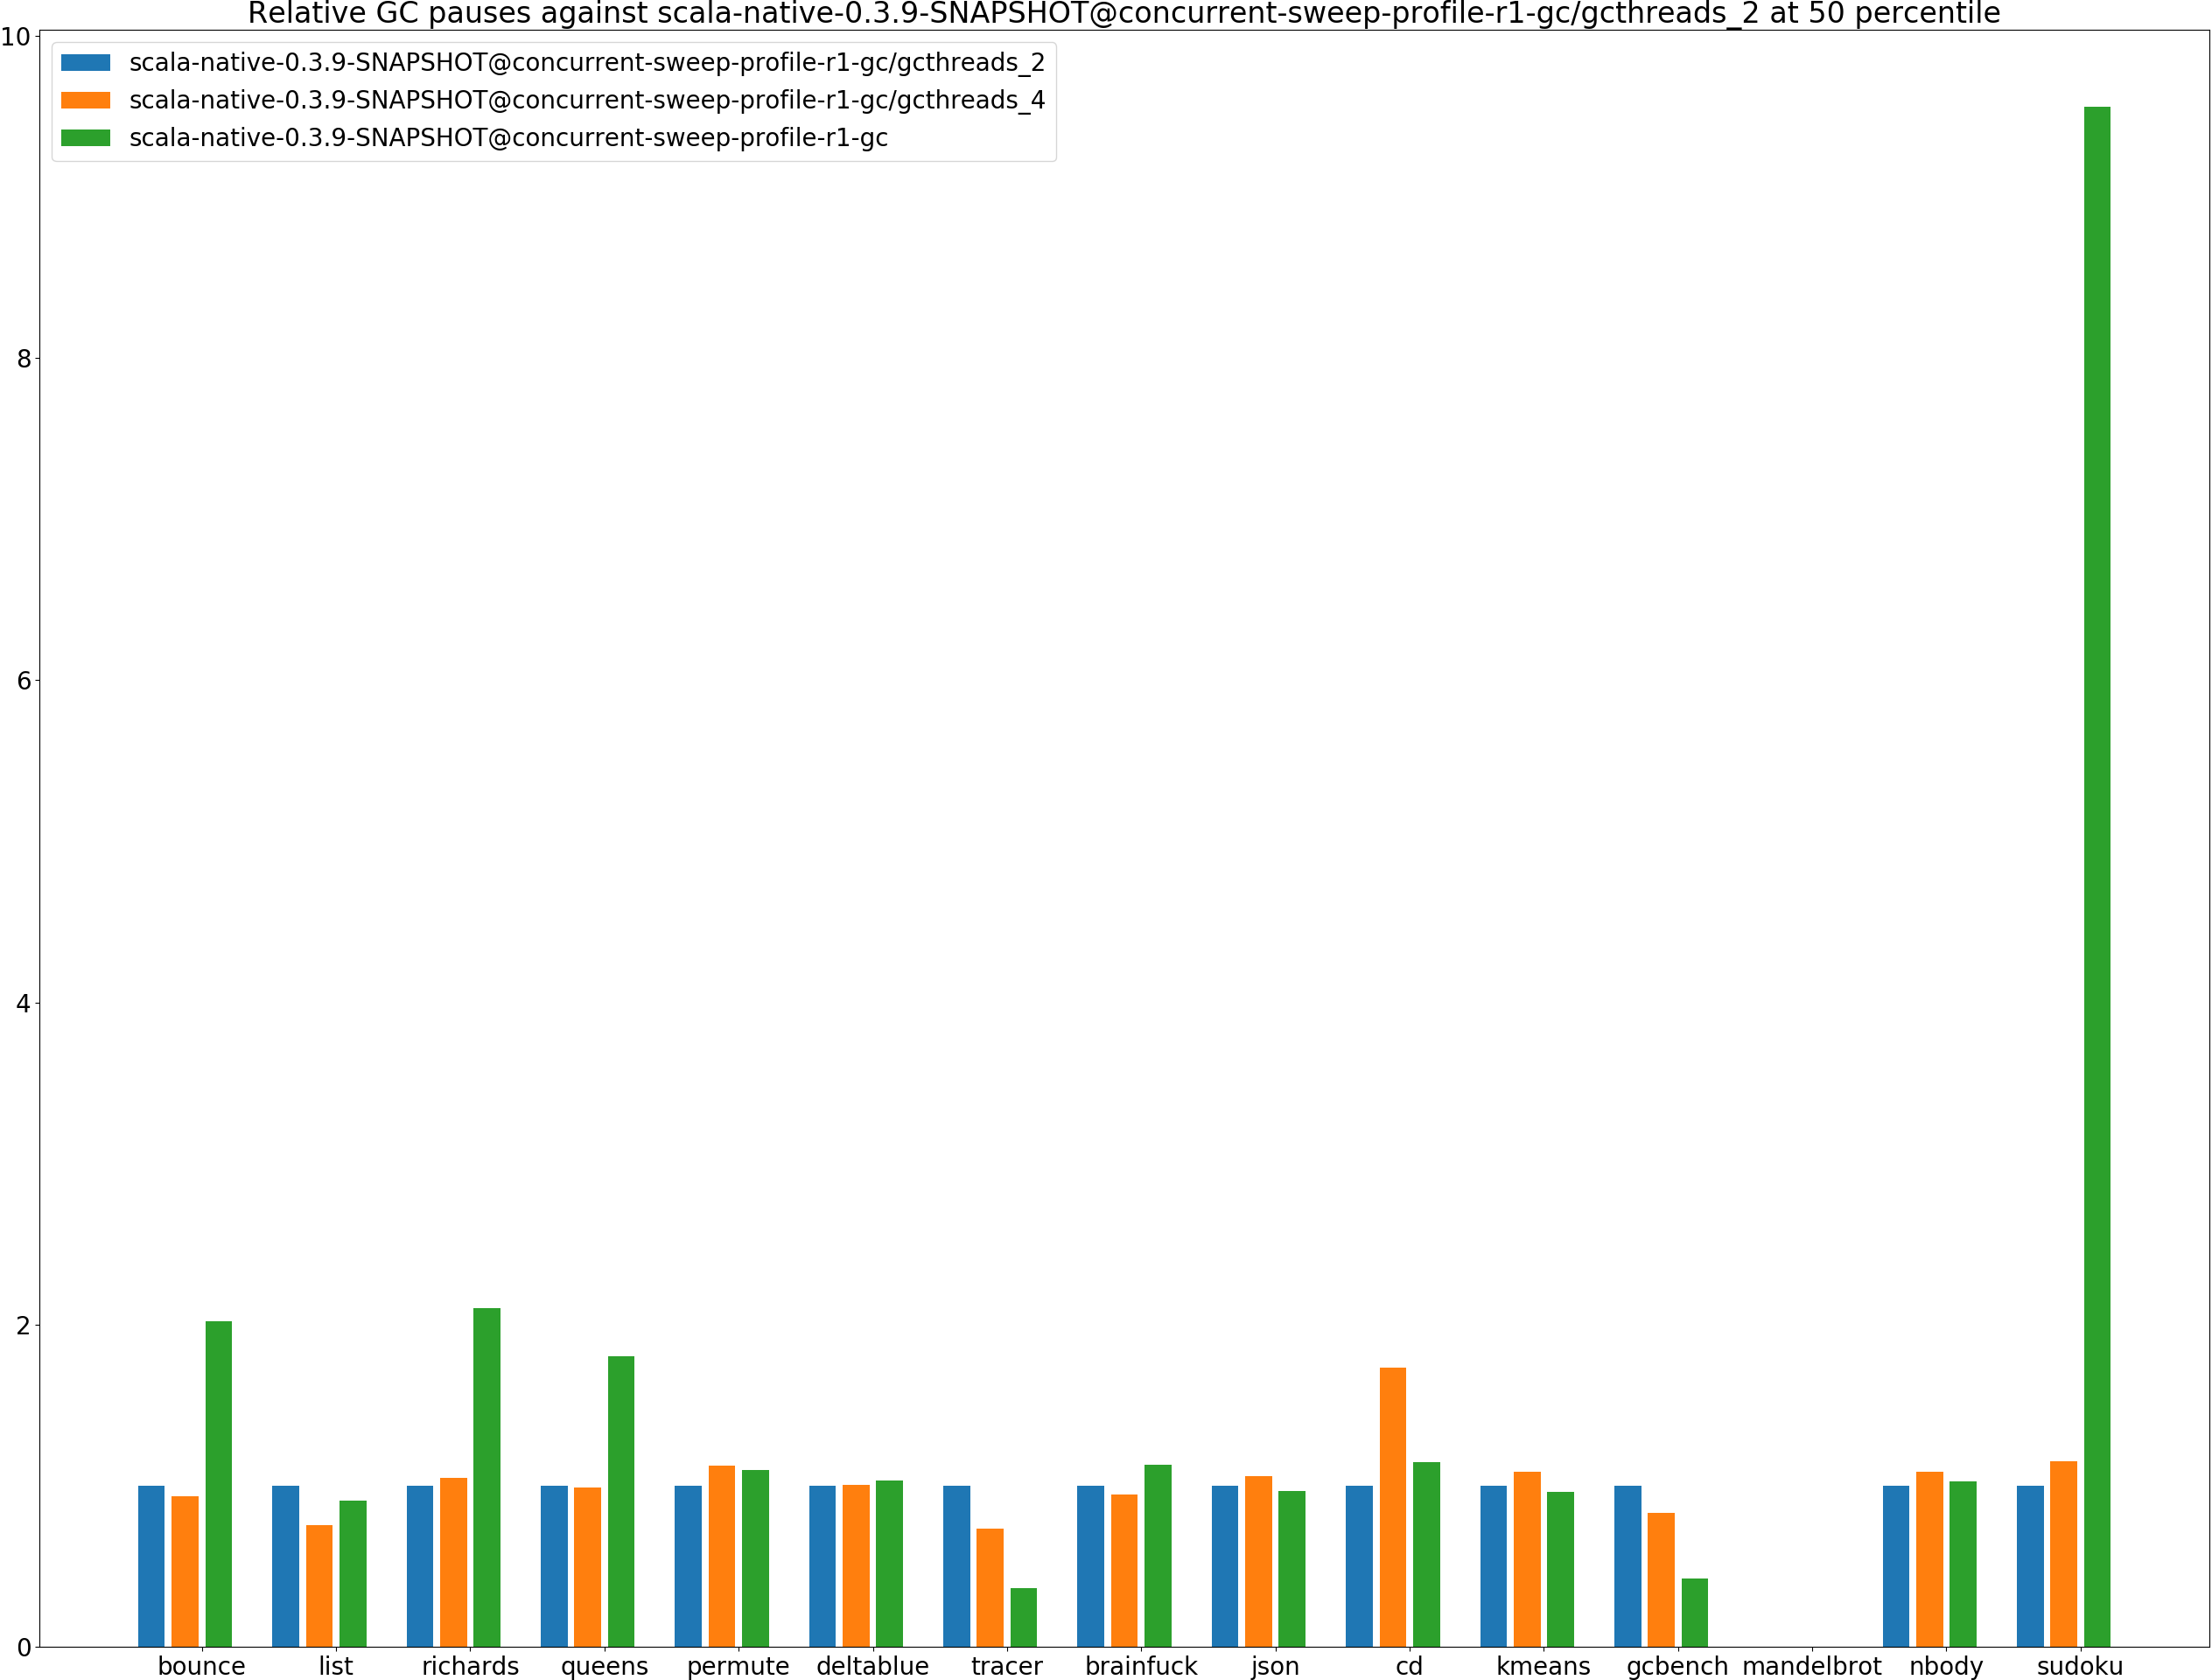 Relative GC pauses against scala-native-0.3.9-SNAPSHOT@concurrent-sweep-profile-r1-gc/gcthreads_2 at 50 percentile
scala-native-0.3.9-SNAPSHOT@concurrent-sweep-profile-r1-gc/gcthreads_2
scala-native-0.3.9-SNAPSHOT@concurrent-sweep-profile-r1-gc/gcthreads_4
scala-native-0.3.9-SNAPSHOT@concurrent-sweep-profile-r1-gc
10
8
6
4
2
0
bounce list richards queens permute deltablue tracer brainfuck json cd kmeans gcbench mandelbrot nbody sudoku